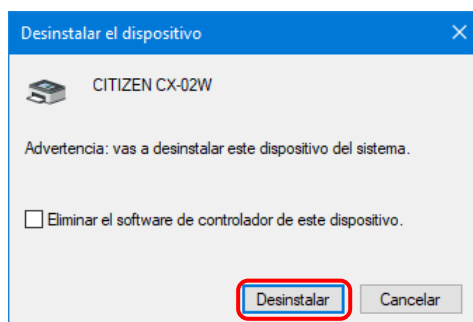 Desinstalar el dispositivo
CITIZEN CX-02W
Advertencia: vas a desinstalar este dispositivo del sistema.
Eliminar el software de controlador de este dispositivo.
Desinstalar Cancelar